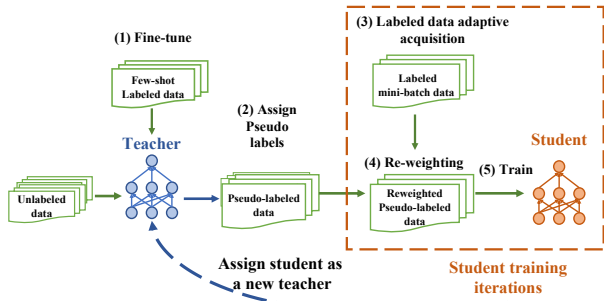 (1) Fine-tune
Few-shot
Labeled data
Teacher
(2) Assign
Pseudo
labels
Unlabeled
data
Pseudo-labeled
data
Assign student as
a new teacher
(3) Labeled data adaptive
acquisition
Labeled
mini-batch data
Student
(4) Re-weighting
(5) Train
Reweighted
Pseudo-labeled
data
Student training
iterations